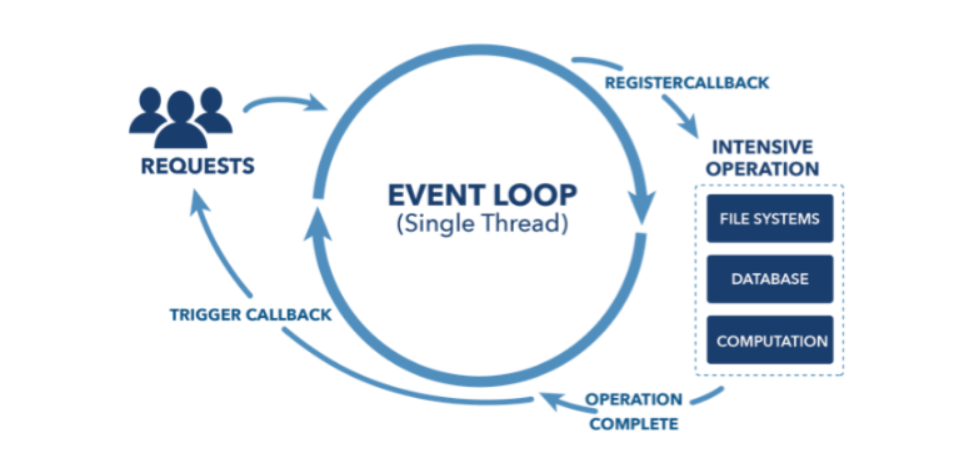 REGISTERCALLBACK
INTENSIVE
OPERATION
REQUESTS
EVENT LOOP
(Single Thread)
FILE SYSTEMS
DATABASE
COMPUTATION
TRIGGER CALLBACK
OPERATION
COMPLETE